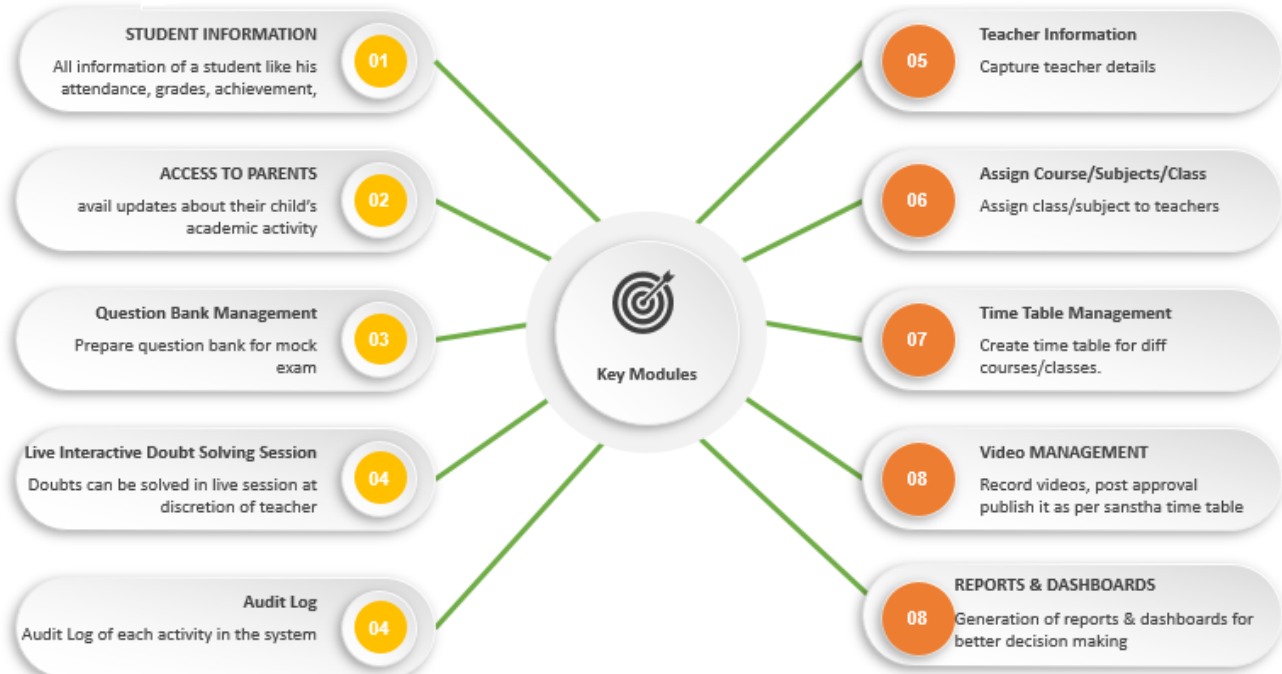 STUDENT INFORMATION
All information of a student like his
attendance, grades, achievement,
01
ACCESS TO PARENTS
avail updates about their child's
academic activity
02
Question Bank Management
Prepare question bank for mock
exam
03
Live Interactive Doubt Solving Session
Doubts can be solved in live session at
discretion of teacher
04
Audit Log
Audit Log of each activity in the system
04
Key Modules
05
Teacher Information
Capture teacher details
06
Assign Course/Subjects/Class
Assign class/subject to teachers
07
Time Table Management
Create time table for diff
courses/classes.
08
Video MANAGEMENT
Record videos, post approval
publish it as per sanstha time table
08
REPORTS & DASHBOARDS
Generation of reports & dashboards for
better decision making